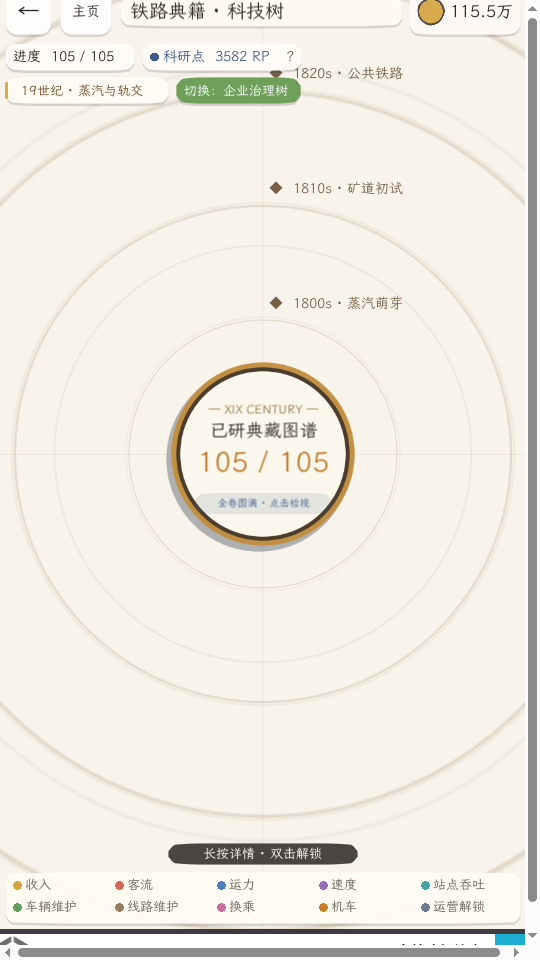 ←
主页
铁路典籍·科技树
115.5万
进度 105 / 105
科研点 3582 RP ?
1820s·公共铁路
19世纪·蒸汽与轨交
切换: 企业治理树
1810s·矿道初试
1800s·蒸汽萌芽
— XIX CENTURY —
已研典藏图谱
105 / 105
全卷圆满·点击检视
长按详情·双击解锁
收入
客流
运力
速度
站点吞吐
车辆维护
线路维护
换乘
机车
运营解锁